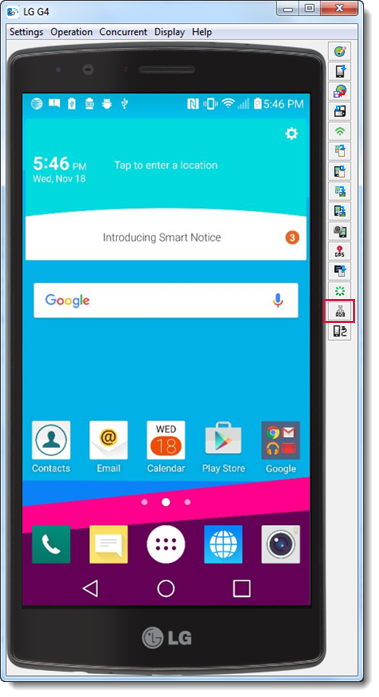 LG G4
Settings Operation Concurrent Display Help
5:46 PM
5:46 PM
Wed, Nov 18
Tap to enter a location
Introducing Smart Notice
3
Google
WED
18
Contacts Email Calendar Play Store Google
LG
GPS